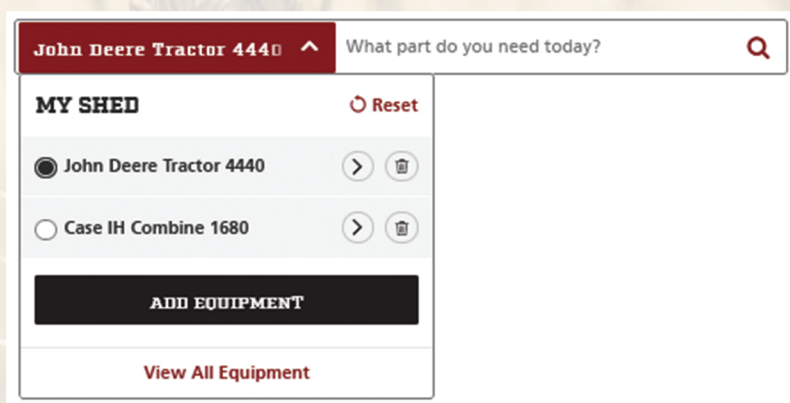 John Deere Tractor 4440 What part do you need today?
MY SHED Reset
John Deere Tractor 4440
Case IH Combine 1680
ADD EQUIPMENT
View All Equipment